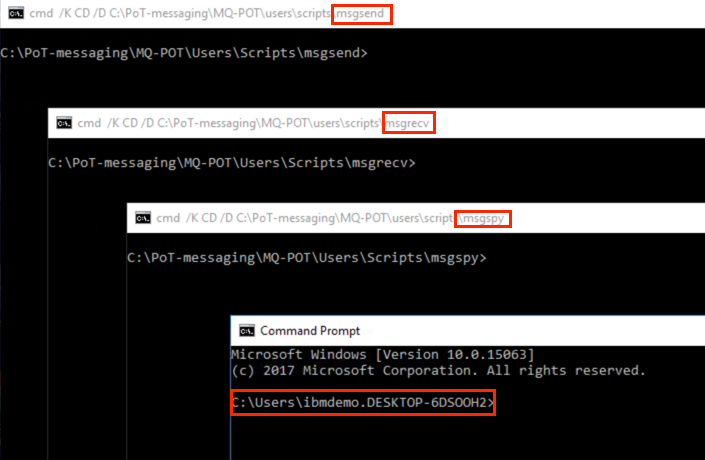 cmd /K CD /D C:\PoT-messaging\MQ-POT\users\scripts\msgsend
C:\PoT-messaging\MQ-POT\Users\Scripts\msgsend>
cmd /K CD /D C:\PoT-messaging\MQ-POT\users\scripts\msgrecv
C:\PoT-messaging\MQ-POT\Users\Scripts\msgrecv>
cmd /K CD /D C:\PoT-messaging\MQ-POT\users\script\msgspy
C:\PoT-messaging\MQ-POT\Users\Scripts\msgspy>
Command Prompt
Microsoft Windows [Version 10.0.15063]
(c) 2017 Microsoft Corporation. All rights reserved.
C:\Users\ibmdemo.DESKTOP-6DSOOH2>